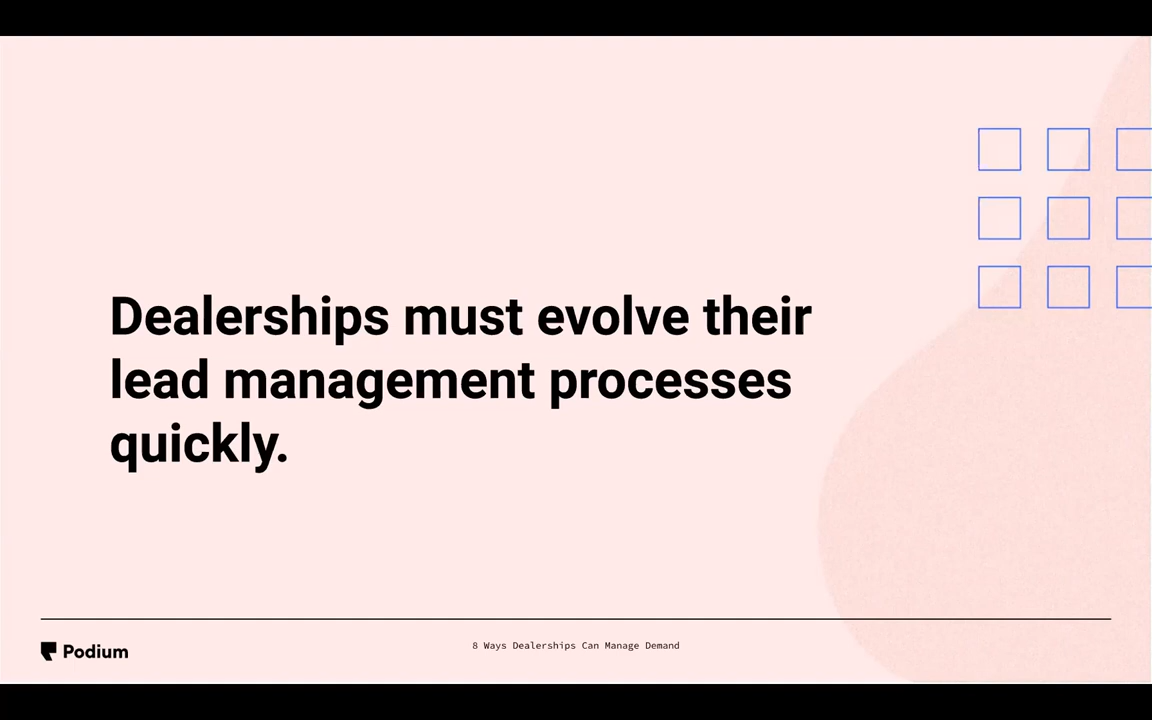 Dealerships must evolve their
lead management processes
quickly.
Podium
8 Ways Dealerships Can Manage Demand